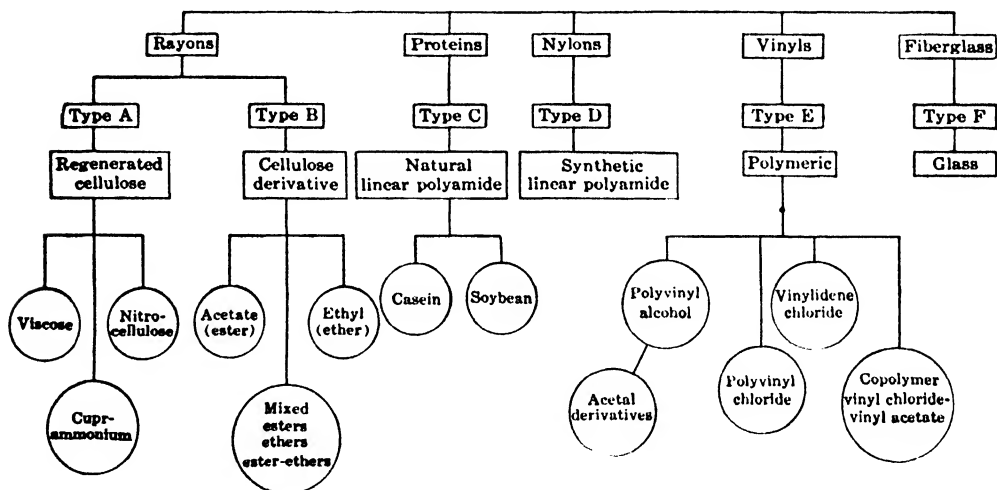 Rayons
Proteins
Nylons
Vinyls
Fiberglass
Type A
Type B
Type C
Type D
Type E
Type F
Regenerated
cellulose
Cellulose
derivative
Natural
linear polyamide
Synthetic
linear polyamide
Polymeric
Glass
Viscose
Nitro-
cellulose
Acetate
(ester)
Ethyl
(ether)
Casein
Soybean
Polyvinyl
alcohol
Vinylidene
chloride
Cupr-
ammonium
Mixed
esters
ethers
ester-ethers
Acetal
derivatives
Polyvinyl
chloride
Copolymer
vinyl chloride-
vinyl acetate